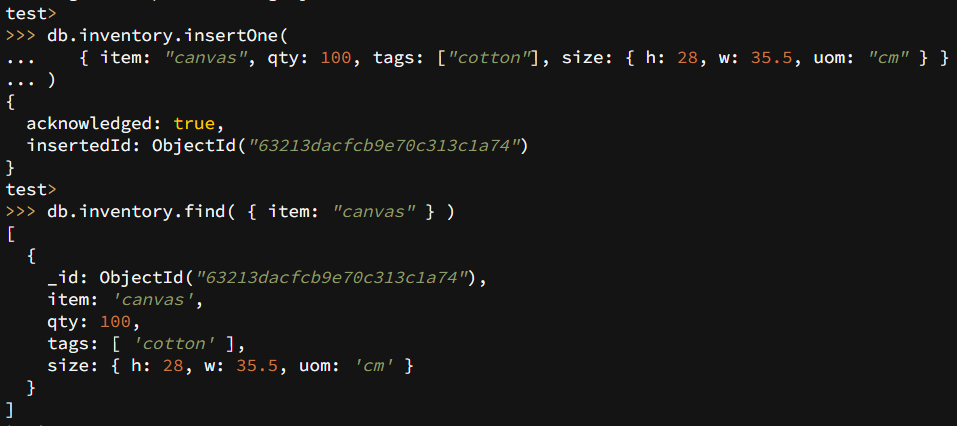 test>
>>> db.inventory.insertOne(
...    { item: "canvas", qty: 100, tags: ["cotton"], size: { h: 28, w: 35.5, uom: "cm" } }
... )
{
  acknowledged: true,
  insertedId: ObjectId("63213dacfcb9e70c313c1a74")
}
test>
>>> db.inventory.find( { item: "canvas" } )
[
  {
    _id: ObjectId("63213dacfcb9e70c313c1a74"),
    item: 'canvas',
    qty: 100,
    tags: [ 'cotton' ],
    size: { h: 28, w: 35.5, uom: 'cm' }
  }
]